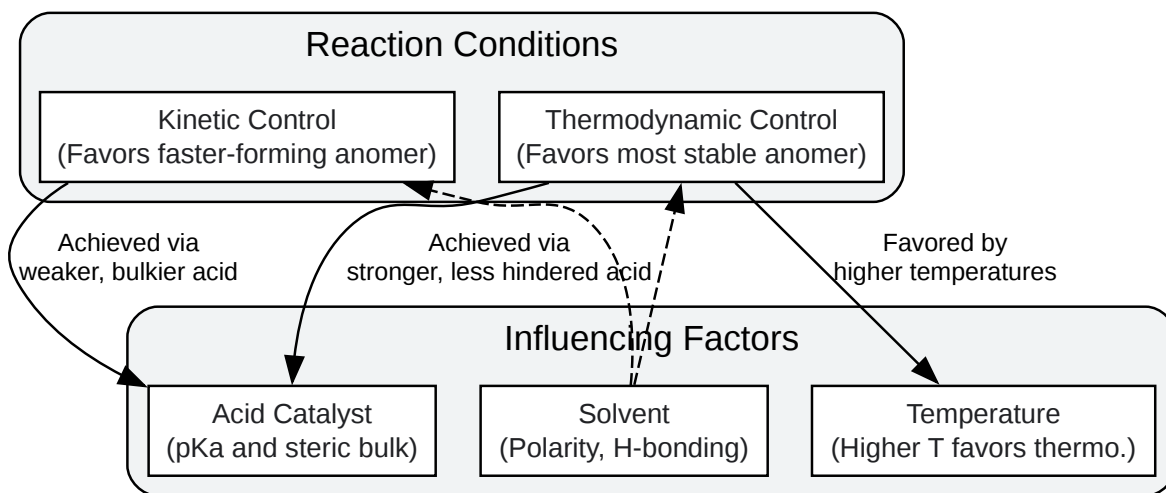 Reaction Conditions
Kinetic Control
(Favors faster-forming anomer)
Thermodynamic Control
(Favors most stable anomer)
Achieved via
weaker, bulkier acid
Achieved via
stronger, less hindered acid
Favored by
higher temperatures
Influencing Factors
Acid Catalyst
(pKa and steric bulk)
Solvent
(Polarity, H-bonding)
Temperature
(Higher T favors thermo.)